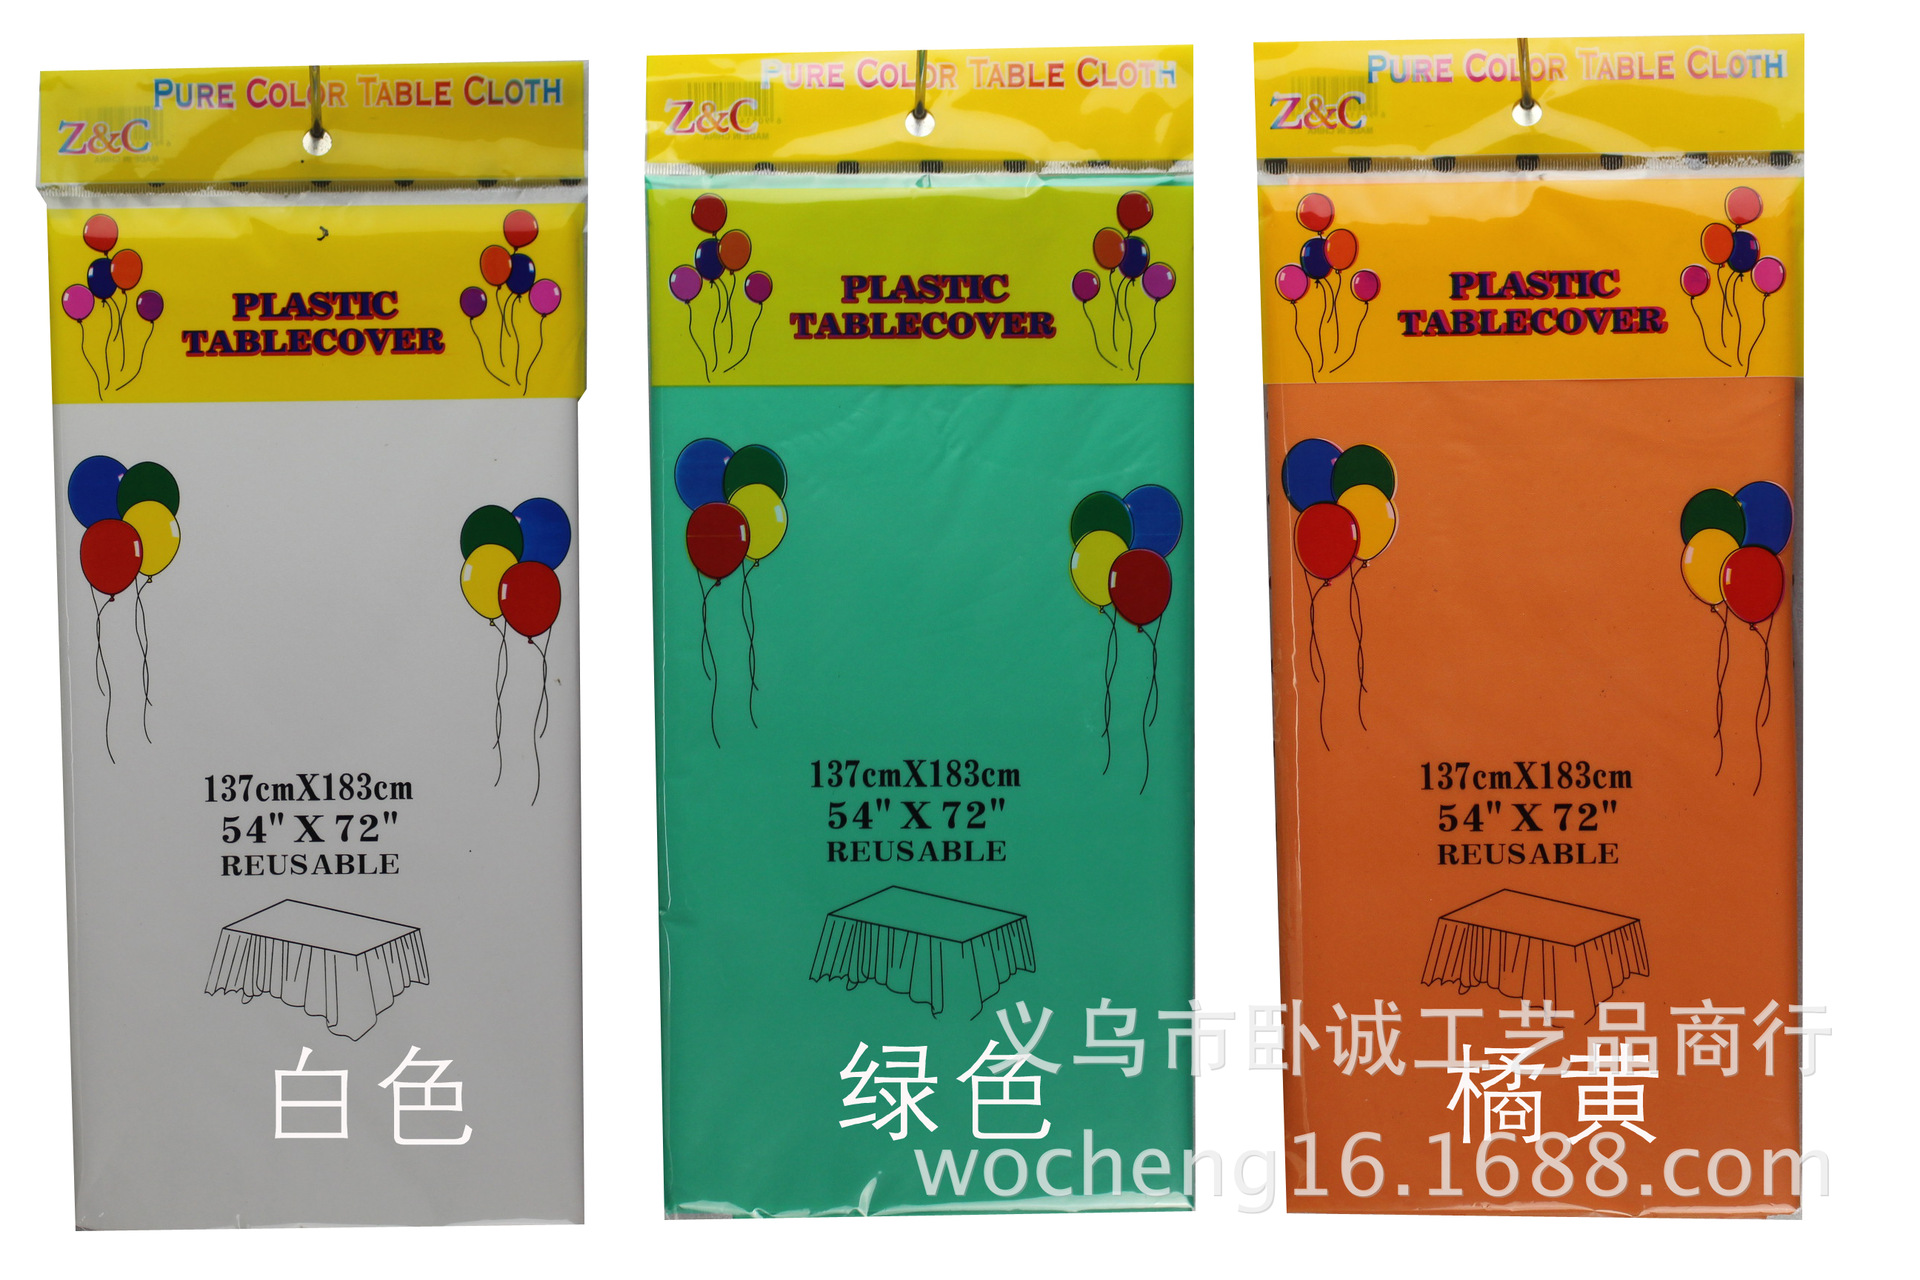 PURE COLOR TABLE CLOTH
Z&C
PLASTIC
TABLECOVER
137cmX183cm
54" X 72"
REUSABLE
白色
PURE COLOR TABLE CLOTH
Z&C
PLASTIC
TABLECOVER
137cmX183cm
54" X 72"
REUSABLE
绿色
PURE COLOR TABLE CLOTH
Z&C
PLASTIC
TABLECOVER
137cmX183cm
54" X 72"
REUSABLE
橘黄
义乌市卧诚工艺品商行
wocheng16.1688.com